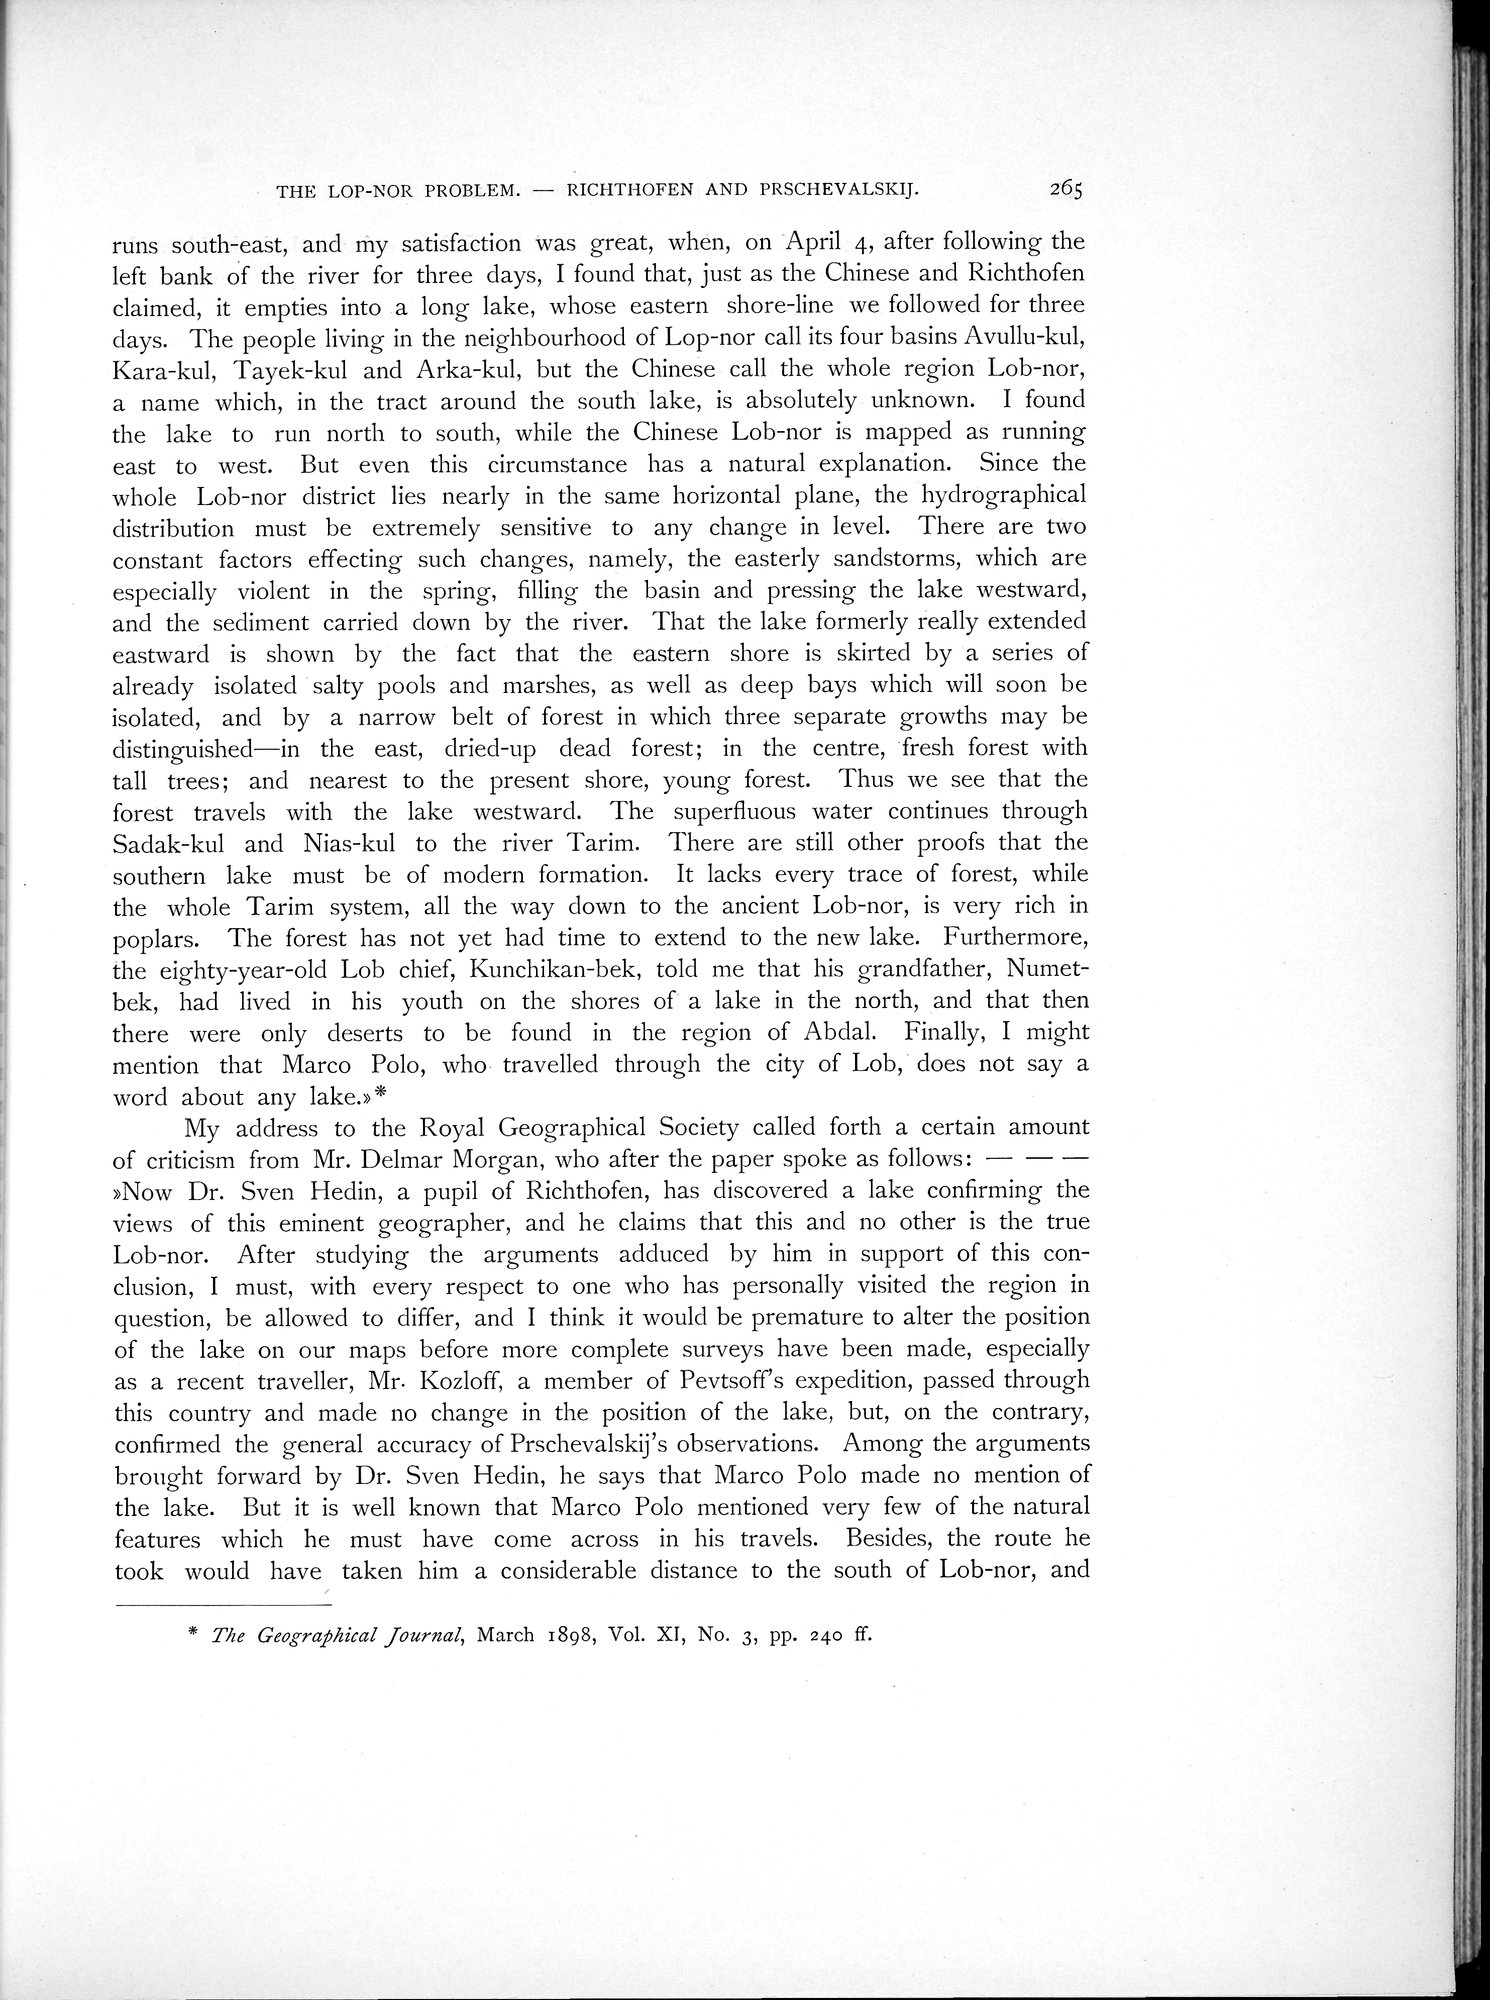 THE LOP-NOR PROBLEM. — RICHTHOFEN AND PRSCHEVALSKIJ. 265
runs south-east, and my satisfaction was great, when, on April 4, after following the
left bank of the river for three days, I found that, just as the Chinese and Richthofen
claimed, it empties into a long lake, whose eastern shore-line we followed for three
days. The people living in the neighbourhood of Lop-nor call its four basins Avullu-kul,
Kara-kul, Tayek-kul and Arka-kul, but the Chinese call the whole region Lob-nor,
a name which, in the tract around the south lake, is absolutely unknown. I found
the lake to run north to south, while the Chinese Lob-nor is mapped as running
east to west. But even this circumstance has a natural explanation. Since the
whole Lob-nor district lies nearly in the same horizontal plane, the hydrographical
distribution must be extremely sensitive to any change in level. There are two
constant factors effecting such changes, namely, the easterly sandstorms, which are
especially violent in the spring, filling the basin and pressing the lake westward,
and the sediment carried down by the river. That the lake formerly really extended
eastward is shown by the fact that the eastern shore is skirted by a series of
already isolated salty pools and marshes, as well as deep bays which will soon be
isolated, and by a narrow belt of forest in which three separate growths may be
distinguished—in the east, dried-up dead forest; in the centre, fresh forest with
tall trees; and nearest to the present shore, young forest. Thus we see that the
forest travels with the lake westward. The superfluous water continues through
Sadak-kul and Nias-kul to the river Tarim. There are still other proofs that the
southern lake must be of modern formation. It lacks every trace of forest, while
the whole Tarim system, all the way down to the ancient Lob-nor, is very rich in
poplars. The forest has not yet had time to extend to the new lake. Furthermore,
the eighty-year-old Lob chief, Kunchikan-bek, told me that his grandfather, Numet-
bek, had lived in his youth on the shores of a lake in the north, and that then
there were only deserts to be found in the region of Abdal. Finally, I might
mention that Marco Polo, who travelled through the city of Lob, does not say a
word about any lake.»*
My address to the Royal Geographical Society called forth a certain amount
of criticism from Mr. Delmar Morgan, who after the paper spoke as follows: — — —
»Now Dr. Sven Hedin, a pupil of Richthofen, has discovered a lake confirming the
views of this eminent geographer, and he claims that this and no other is the true
Lob-nor. After studying the arguments adduced by him in support of this con-
clusion, I must, with every respect to one who has personally visited the region in
question, be allowed to differ, and I think it would be premature to alter the position
of the lake on our maps before more complete surveys have been made, especially
as a recent traveller, Mr. Kozloff, a member of Pevtsoff's expedition, passed through
this country and made no change in the position of the lake, but, on the contrary,
confirmed the general accuracy of Prschevalskij's observations. Among the arguments
brought forward by Dr. Sven Hedin, he says that Marco Polo made no mention of
the lake. But it is well known that Marco Polo mentioned very few of the natural
features which he must have come across in his travels. Besides, the route he
took would have taken him a considerable distance to the south of Lob-nor, and
* The Geographical Journal, March 1898, Vol. XI, No. 3, pp. 240 ff.